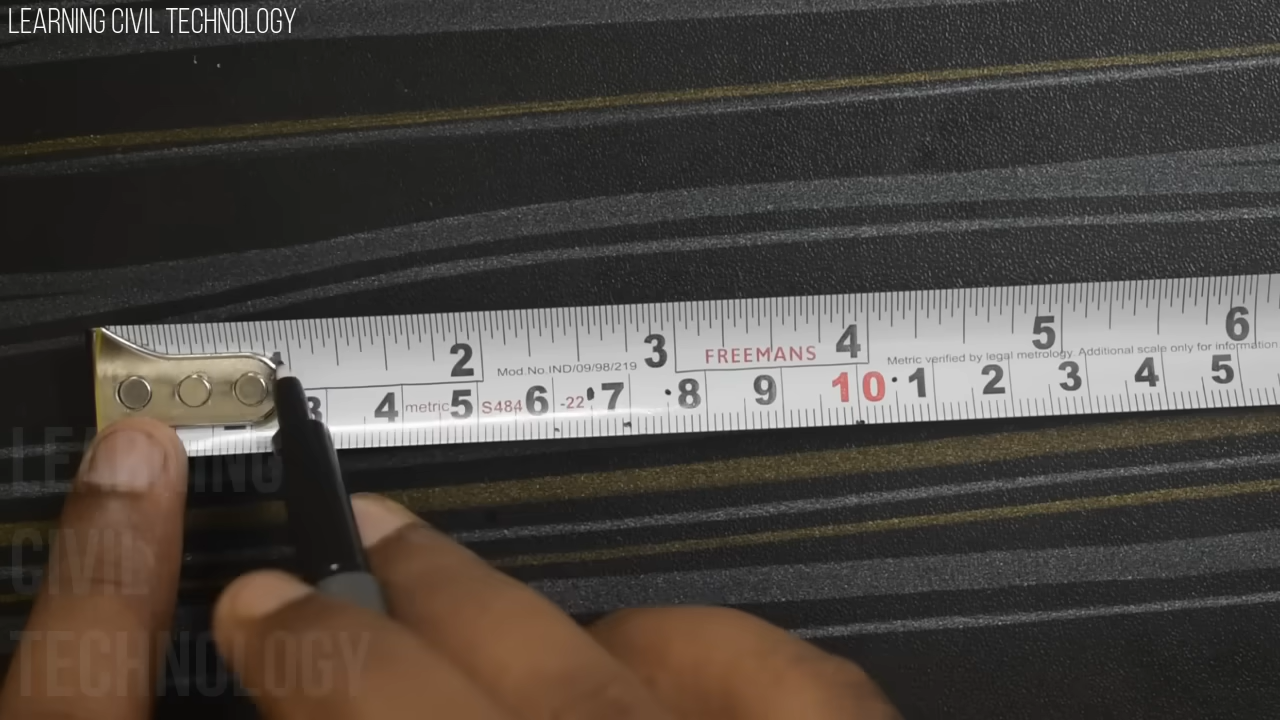 LEARNING CIVIL TECHNOLOGY
1 2 3 4 5 6
Mod.No.IND/09/98/219 FREEMANS Metric verified by legal metrology. Additional scale only for information
3 4 metric 5 S484 6 -22 7 8 9 10 1 2 3 4 5
LEARNING
CIVIL
TECHNOLOGY